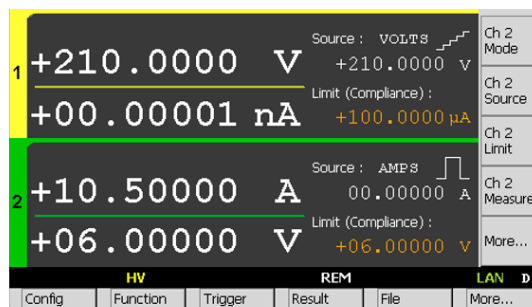 1
+210.0000 V
+00.00001 nA
Source : VOLTS
+210.0000 V
Limit (Compliance) :
+100.0000 µA
2
+10.50000 A
+06.00000 V
Source : AMPS
00.00000 A
Limit (Compliance) :
+06.00000 V
Ch 2
Mode
Ch 2
Source
Ch 2
Limit
Ch 2
Measure
More...
HV REM LAN D
Config Function Trigger Result File More...